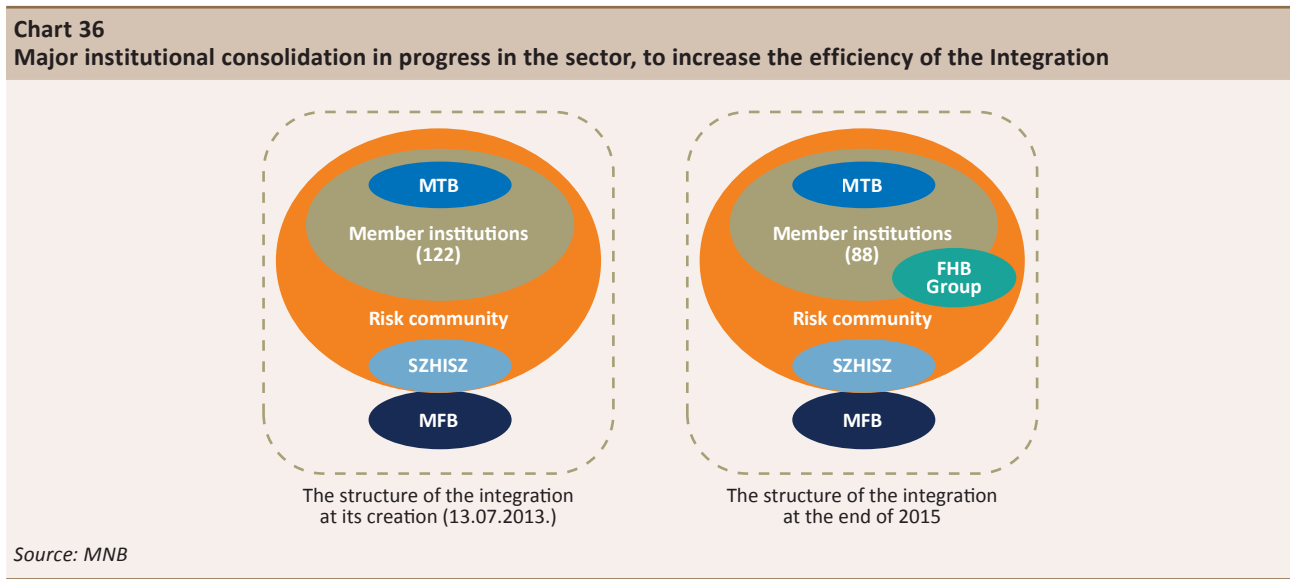 Chart 36
Major institutional consolidation in progress in the sector, to increase the efficiency of the Integration
MTB
Member institutions
(122)
Risk community
SZHISZ
MFB
The structure of the integration
at its creation (13.07.2013.)
MTB
Member institutions
(88)
FHB
Group
Risk community
SZHISZ
MFB
The structure of the integration
at the end of 2015
Source: MNB